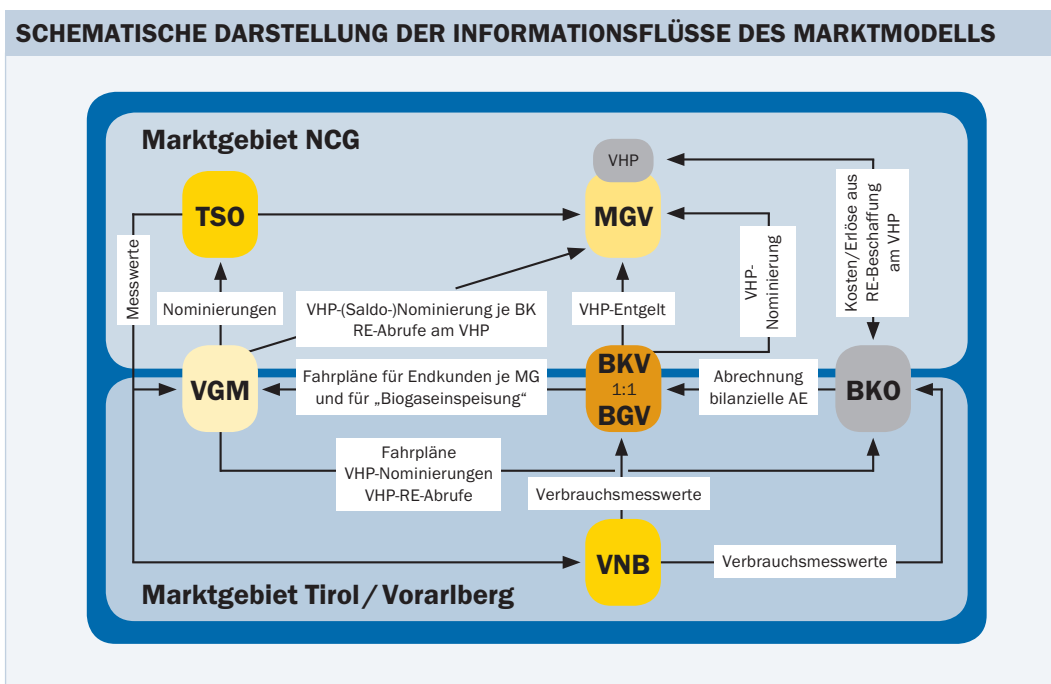 SCHEMATISCHE DARSTELLUNG DER INFORMATIONSFLÜSSE DES MARKTMODELLS
Marktgebiet NCG
VHP
TSO
MGV
Messwerte
Nominierungen
VHP-(Saldo-)Nominierung je BK
RE-Abrufe am VHP
VHP-Entgelt
VHP-
Nominierung
Kosten/Erlöse aus
RE-Beschaffung
am VHP
VGM
Fahrpläne für Endkunden je MG
und für „Biogaseinspeisung“
BKV
1:1
BGV
Abrechnung
bilanzielle AE
BKO
Fahrpläne
VHP-Nominierungen
VHP-RE-Abrufe
Verbrauchsmesswerte
VNB
Verbrauchsmesswerte
Marktgebiet Tirol / Vorarlberg